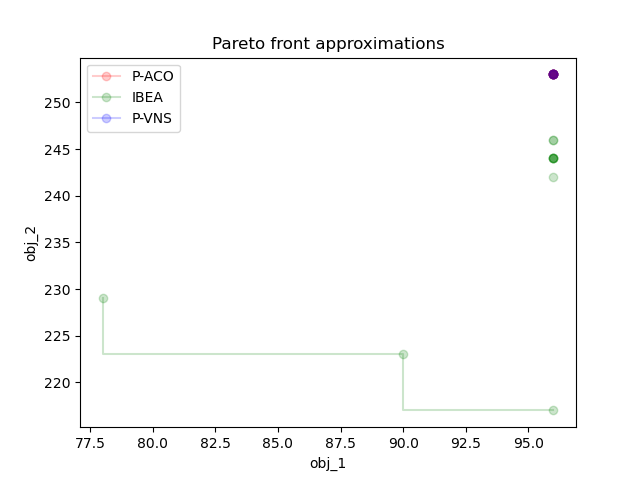 Pareto front approximations
P-ACO
IBEA
P-VNS
obj_2
250
245
240
235
230
225
220
77.5 80.0 82.5 85.0 87.5 90.0 92.5 95.0
obj_1